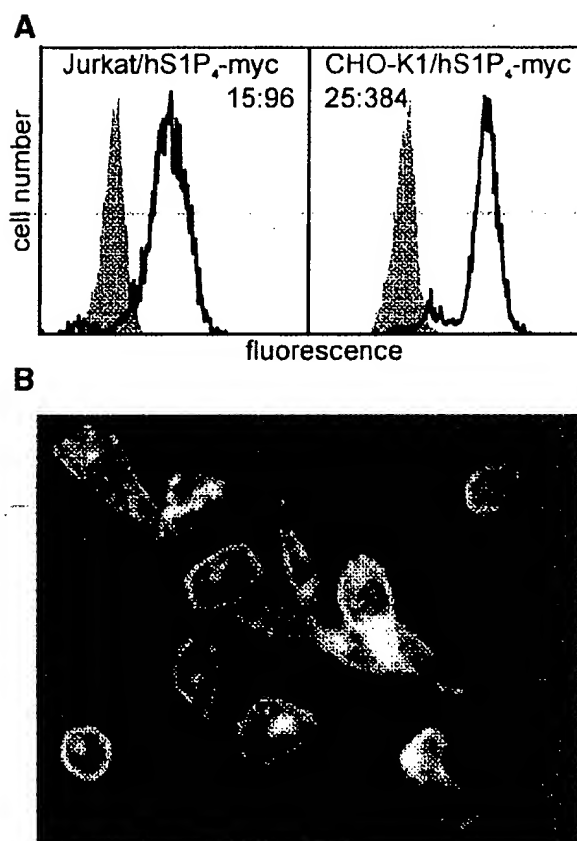 A
Jurkat/hS1P₄-myc
15:96
CHO-K1/hS1P₄-myc
25:384
cell number
fluorescence
B